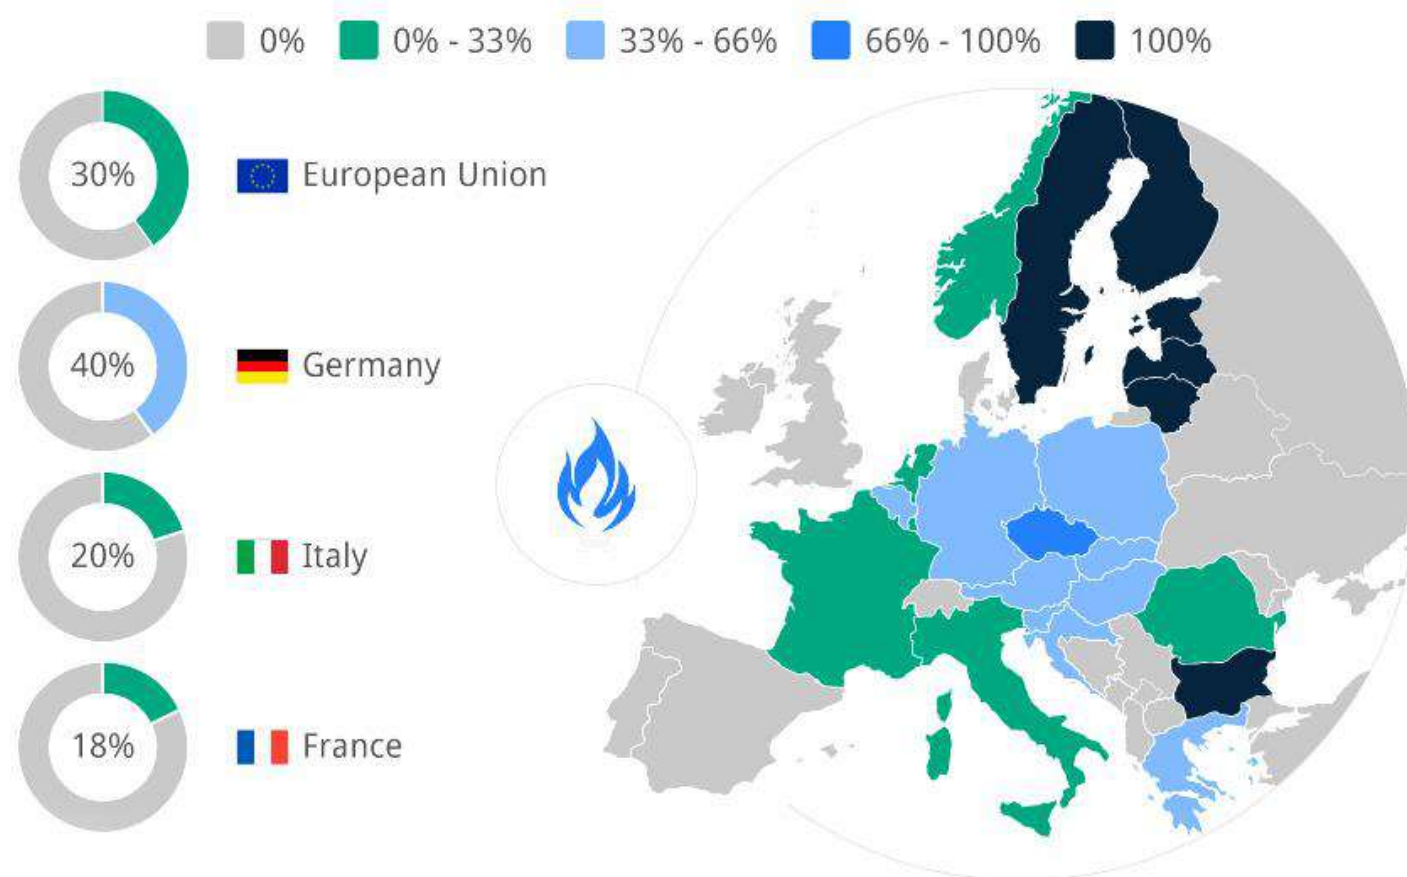 0% 0% - 33% 33% - 66% 66% - 100% 100%
30% European Union
40% Germany
20% Italy
18% France